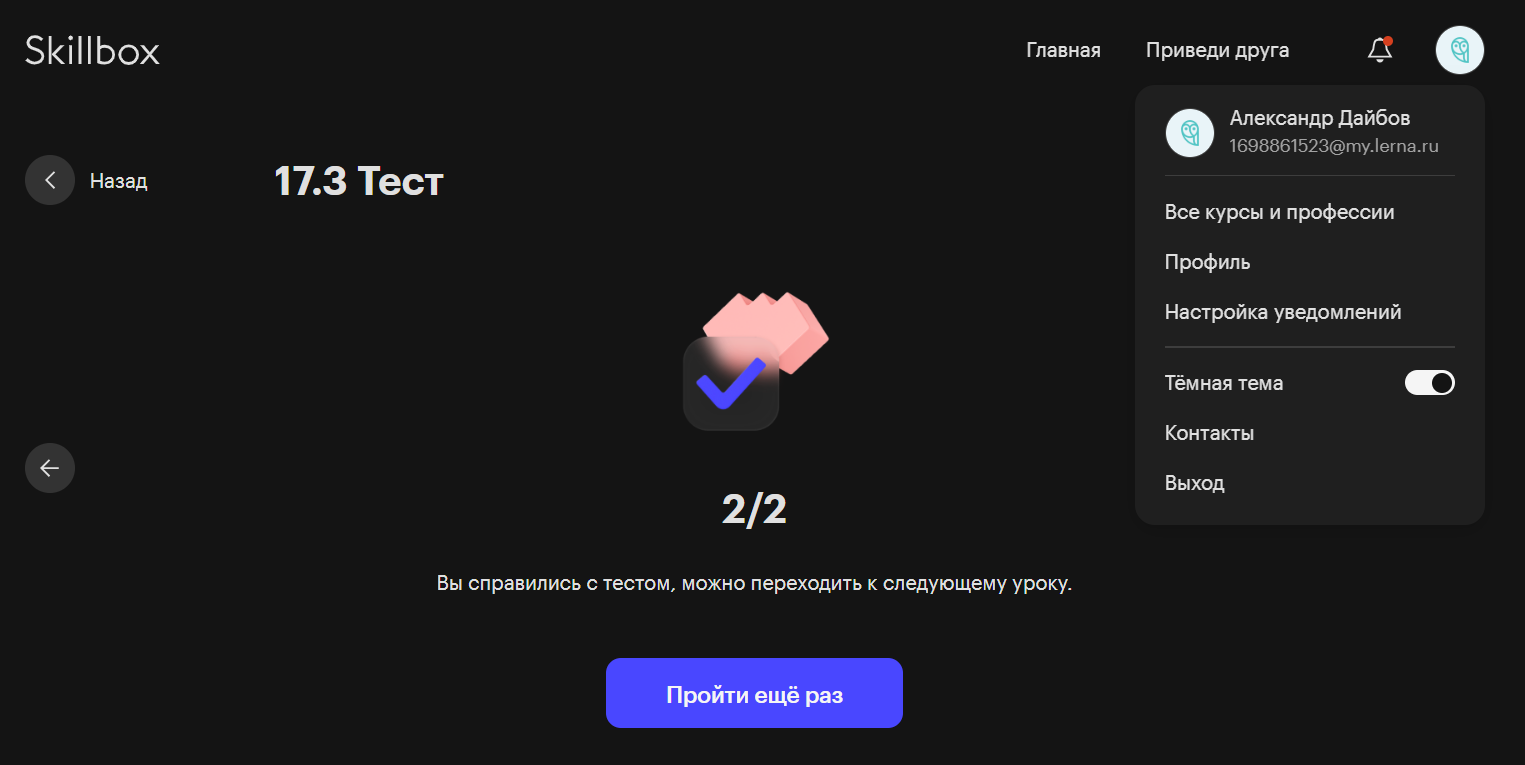 Skillbox
Главная
Приведи друга
Александр Дайбов
1698861523@my.lerna.ru
Назад
17.3 Тест
Все курсы и профессии
Профиль
Настройка уведомлений
Тёмная тема
Контакты
Выход
2/2
Вы справились с тестом, можно переходить к следующему уроку.
Пройти ещё раз